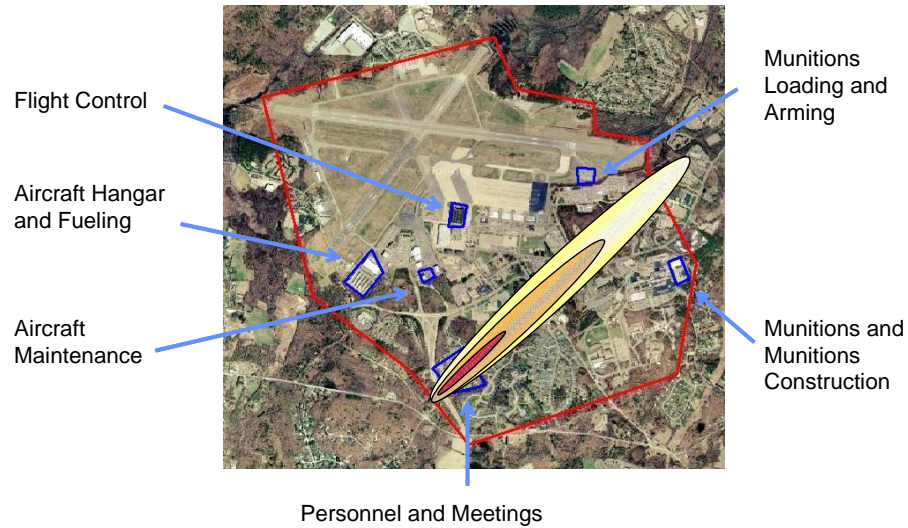 Flight Control
Aircraft Hangar
and Fueling
Aircraft
Maintenance
Munitions
Loading and
Arming
Munitions and
Munitions
Construction
Personnel and Meetings